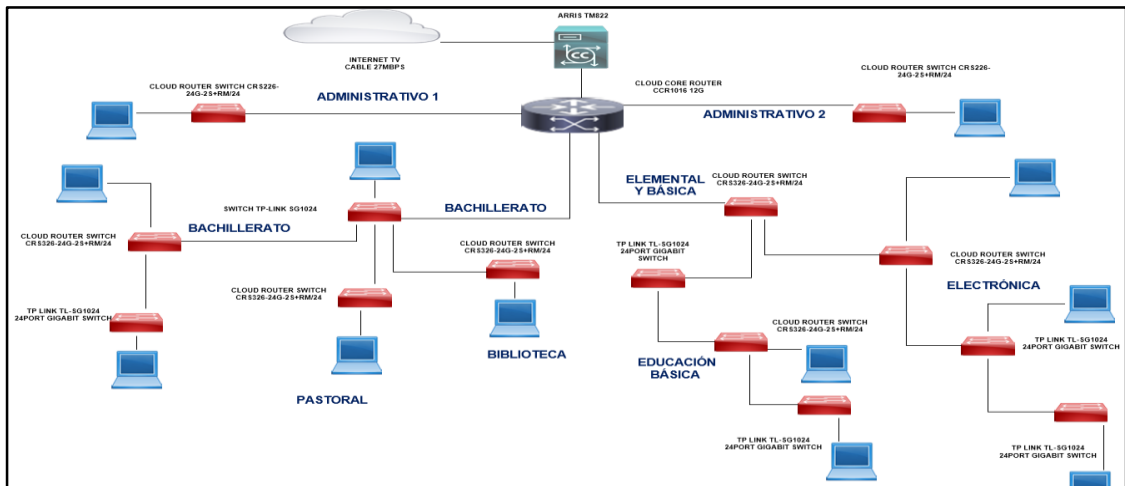 ARRIS TM822
INTERNET TV
CABLE 27MBPS
CLOUD ROUTER SWITCH CRS226-
24G-2S+RM/24
ADMINISTRATIVO 1
CLOUD CORE ROUTER
CCR1016 12G
ADMINISTRATIVO 2
CLOUD ROUTER SWITCH CRS226-
24G-2S+RM/24
SWITCH TP-LINK SG1024
BACHILLERATO
ELEMENTAL
Y BÁSICA
CLOUD ROUTER SWITCH
CRS326-24G-2S+RM/24
CLOUD ROUTER SWITCH
CRS326-24G-2S+RM/24
BACHILLERATO
CLOUD ROUTER SWITCH
CRS326-24G-2S+RM/24
TP LINK TL-SG1024
24PORT GIGABIT
SWITCH
CLOUD ROUTER SWITCH
CRS326-24G-2S+RM/24
ELECTRÓNICA
CLOUD ROUTER SWITCH
CRS326-24G-2S+RM/24
TP LINK TL-SG1024
24PORT GIGABIT SWITCH
BIBLIOTECA
PASTORAL
CLOUD ROUTER SWITCH
CRS326-24G-2S+RM/24
EDUCACIÓN
BÁSICA
TP LINK TL-SG1024
24PORT GIGABIT SWITCH
TP LINK TL-SG1024
24PORT GIGABIT SWITCH
TP LINK TL-SG1024
24PORT GIGABIT SWITCH